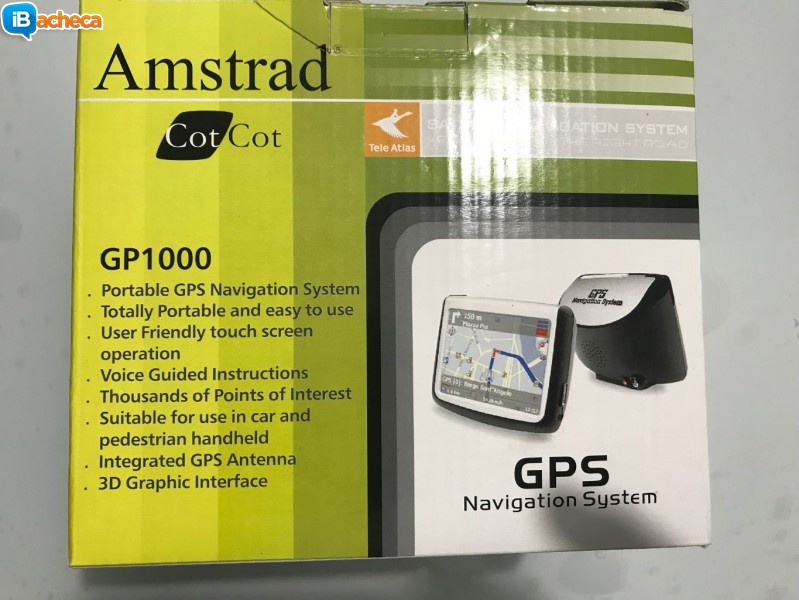 iBacheca
Amstrad
Cot Cot
Tele Atlas
NAVIGATION SYSTEM
GP1000
. Portable GPS Navigation System
. Totally Portable and easy to use
. User Friendly touch screen
operation
. Voice Guided Instructions
. Thousands of Points of Interest
. Suitable for use in car and
pedestrian handheld
. Integrated GPS Antenna
. 3D Graphic Interface
150 m
GPS
Navigation System
GPS
Navigation System